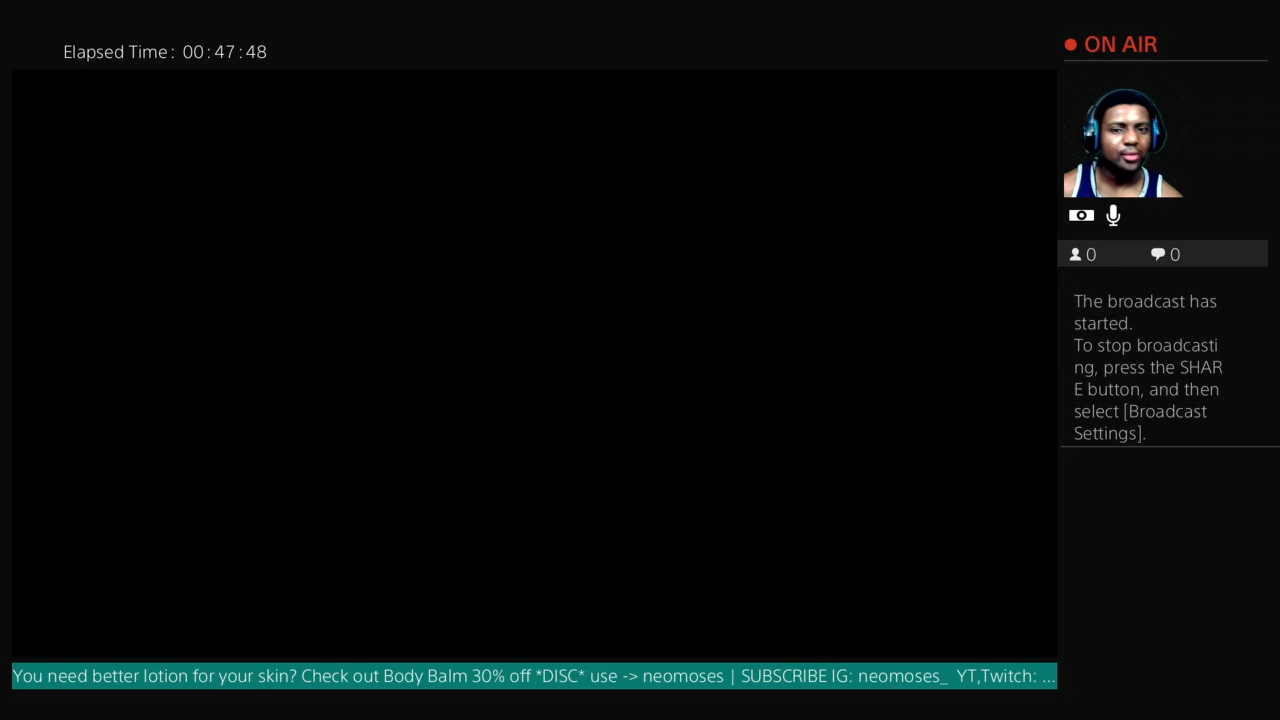 Elapsed Time: 00:47:48
ON AIR
0 0
The broadcast has
started.
To stop broadcasti
ng, press the SHAR
E button, and then
select [Broadcast
Settings].
You need better lotion for your skin? Check out Body Balm 30% off *DISC* use -> neomoses | SUBSCRIBE IG: neomoses_ YT,Twitch: ...